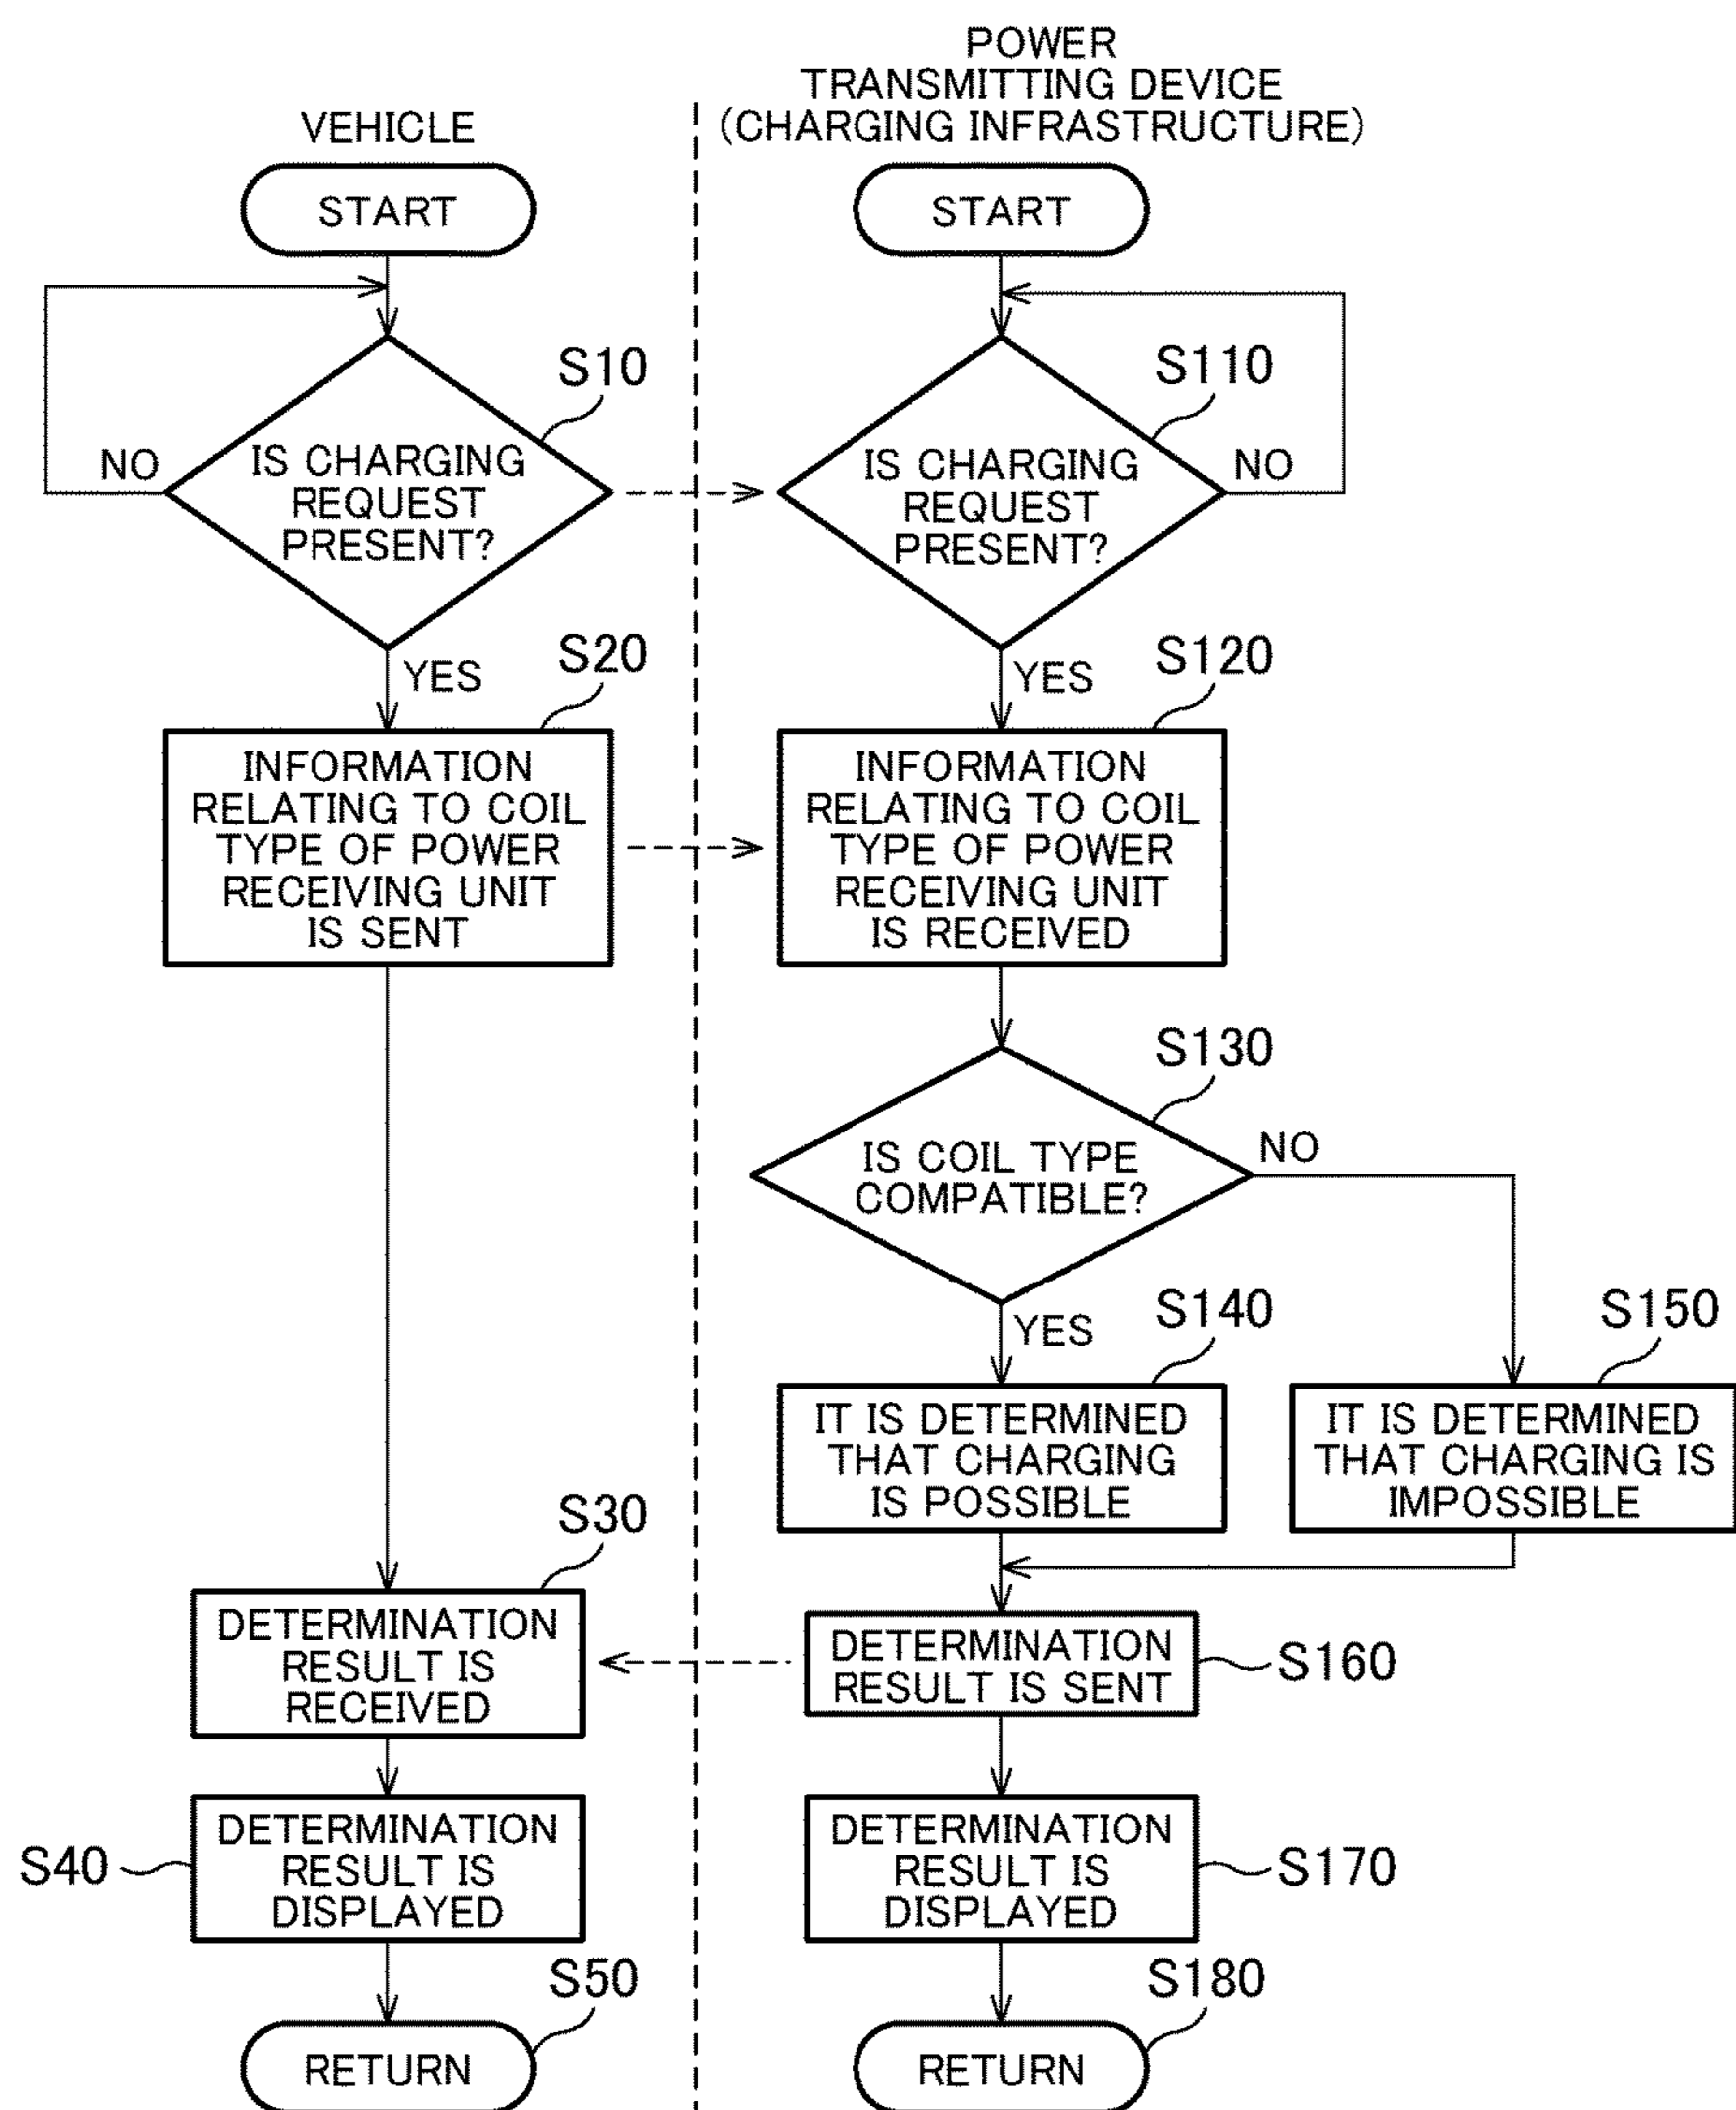 VEHICLE
START
S10
IS CHARGING
REQUEST
PRESENT?
NO
YES
S20
INFORMATION
RELATING TO COIL
TYPE OF POWER
RECEIVING UNIT
IS SENT
S30
DETERMINATION
RESULT IS
RECEIVED
S40
DETERMINATION
RESULT IS
DISPLAYED
S50
RETURN
POWER
TRANSMITTING DEVICE
(CHARGING INFRASTRUCTURE)
START
S110
IS CHARGING
REQUEST
PRESENT?
NO
YES
S120
INFORMATION
RELATING TO COIL
TYPE OF POWER
RECEIVING UNIT
IS RECEIVED
S130
IS COIL TYPE
COMPATIBLE?
NO
YES
S140
IT IS DETERMINED
THAT CHARGING
IS POSSIBLE
S150
IT IS DETERMINED
THAT CHARGING IS
IMPOSSIBLE
DETERMINATION
RESULT IS SENT
S160
DETERMINATION
RESULT IS
DISPLAYED
S170
S180
RETURN